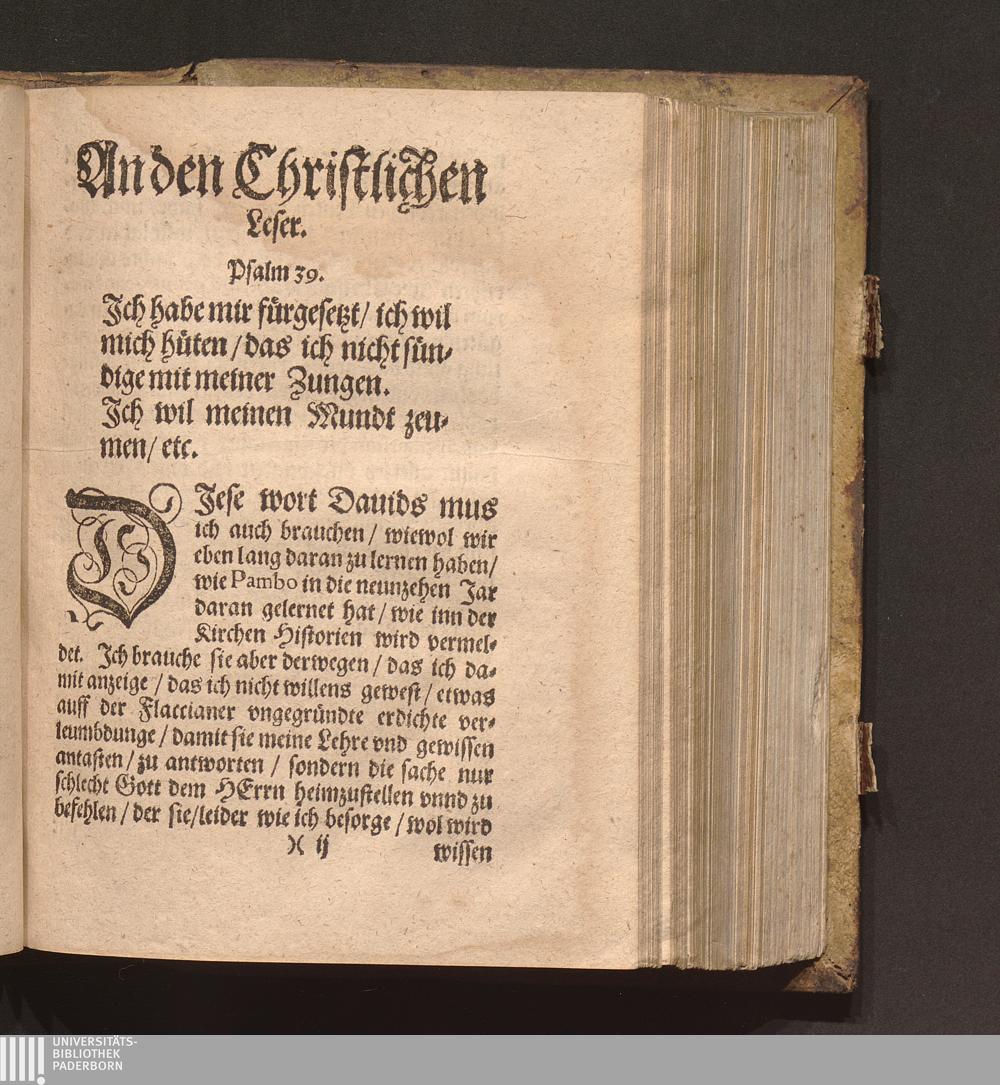 An den Christlichen
Leser.
Psalm 39.
Ich habe mir fürgesetzt/ ich wil
mich hüten / das ich nicht sün-
dige mit meiner Zungen.
Ich wil meinen Mundt zeu-
men/ etc.
DIese wort Dauids mus
ich auch brauchen / wiewol wir
eben lang daran zu lernen haben/
wie Pambo in die neunzehen Jar
daran gelernet hat / wie inn der
Kirchen Historien wird vermel-
det. Ich brauche sie aber derwegen / das ich da-
mit anzeige / das ich nicht willens gewest / etwas
auff der Flaccianer vngegründte erdichte ver-
leumbdunge / damit sie meine Lehre vnd gewissen
antasten / zu antworten / sondern die sache nur
schlecht Gott dem HErrn heimzustellen vnnd zu
befehlen / der sie/leider wie ich besorge / wol wird
)( ij wissen
UNIVERSITÄTS-
BIBLIOTHEK
PADERBORN